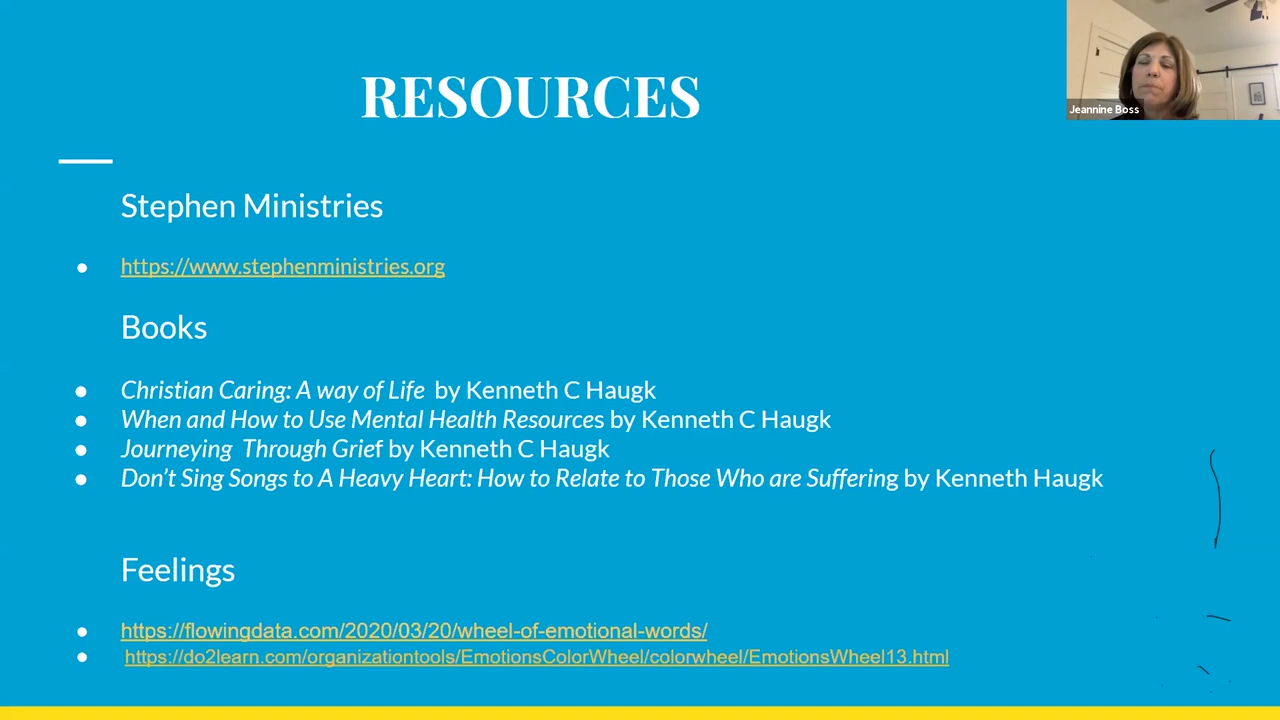 RESOURCES
Jeannine Boss
Stephen Ministries
https://www.stephenministries.org
Books
Christian Caring: A way of Life by Kenneth C Haugk
When and How to Use Mental Health Resources by Kenneth C Haugk
Journeying Through Grief by Kenneth C Haugk
Don't Sing Songs to A Heavy Heart: How to Relate to Those Who are Suffering by Kenneth Haugk
Feelings
https://flowingdata.com/2020/03/20/wheel-of-emotional-words/
https://do2learn.com/organizationtools/EmotionsColorWheel/colorwheel/EmotionsWheel13.html